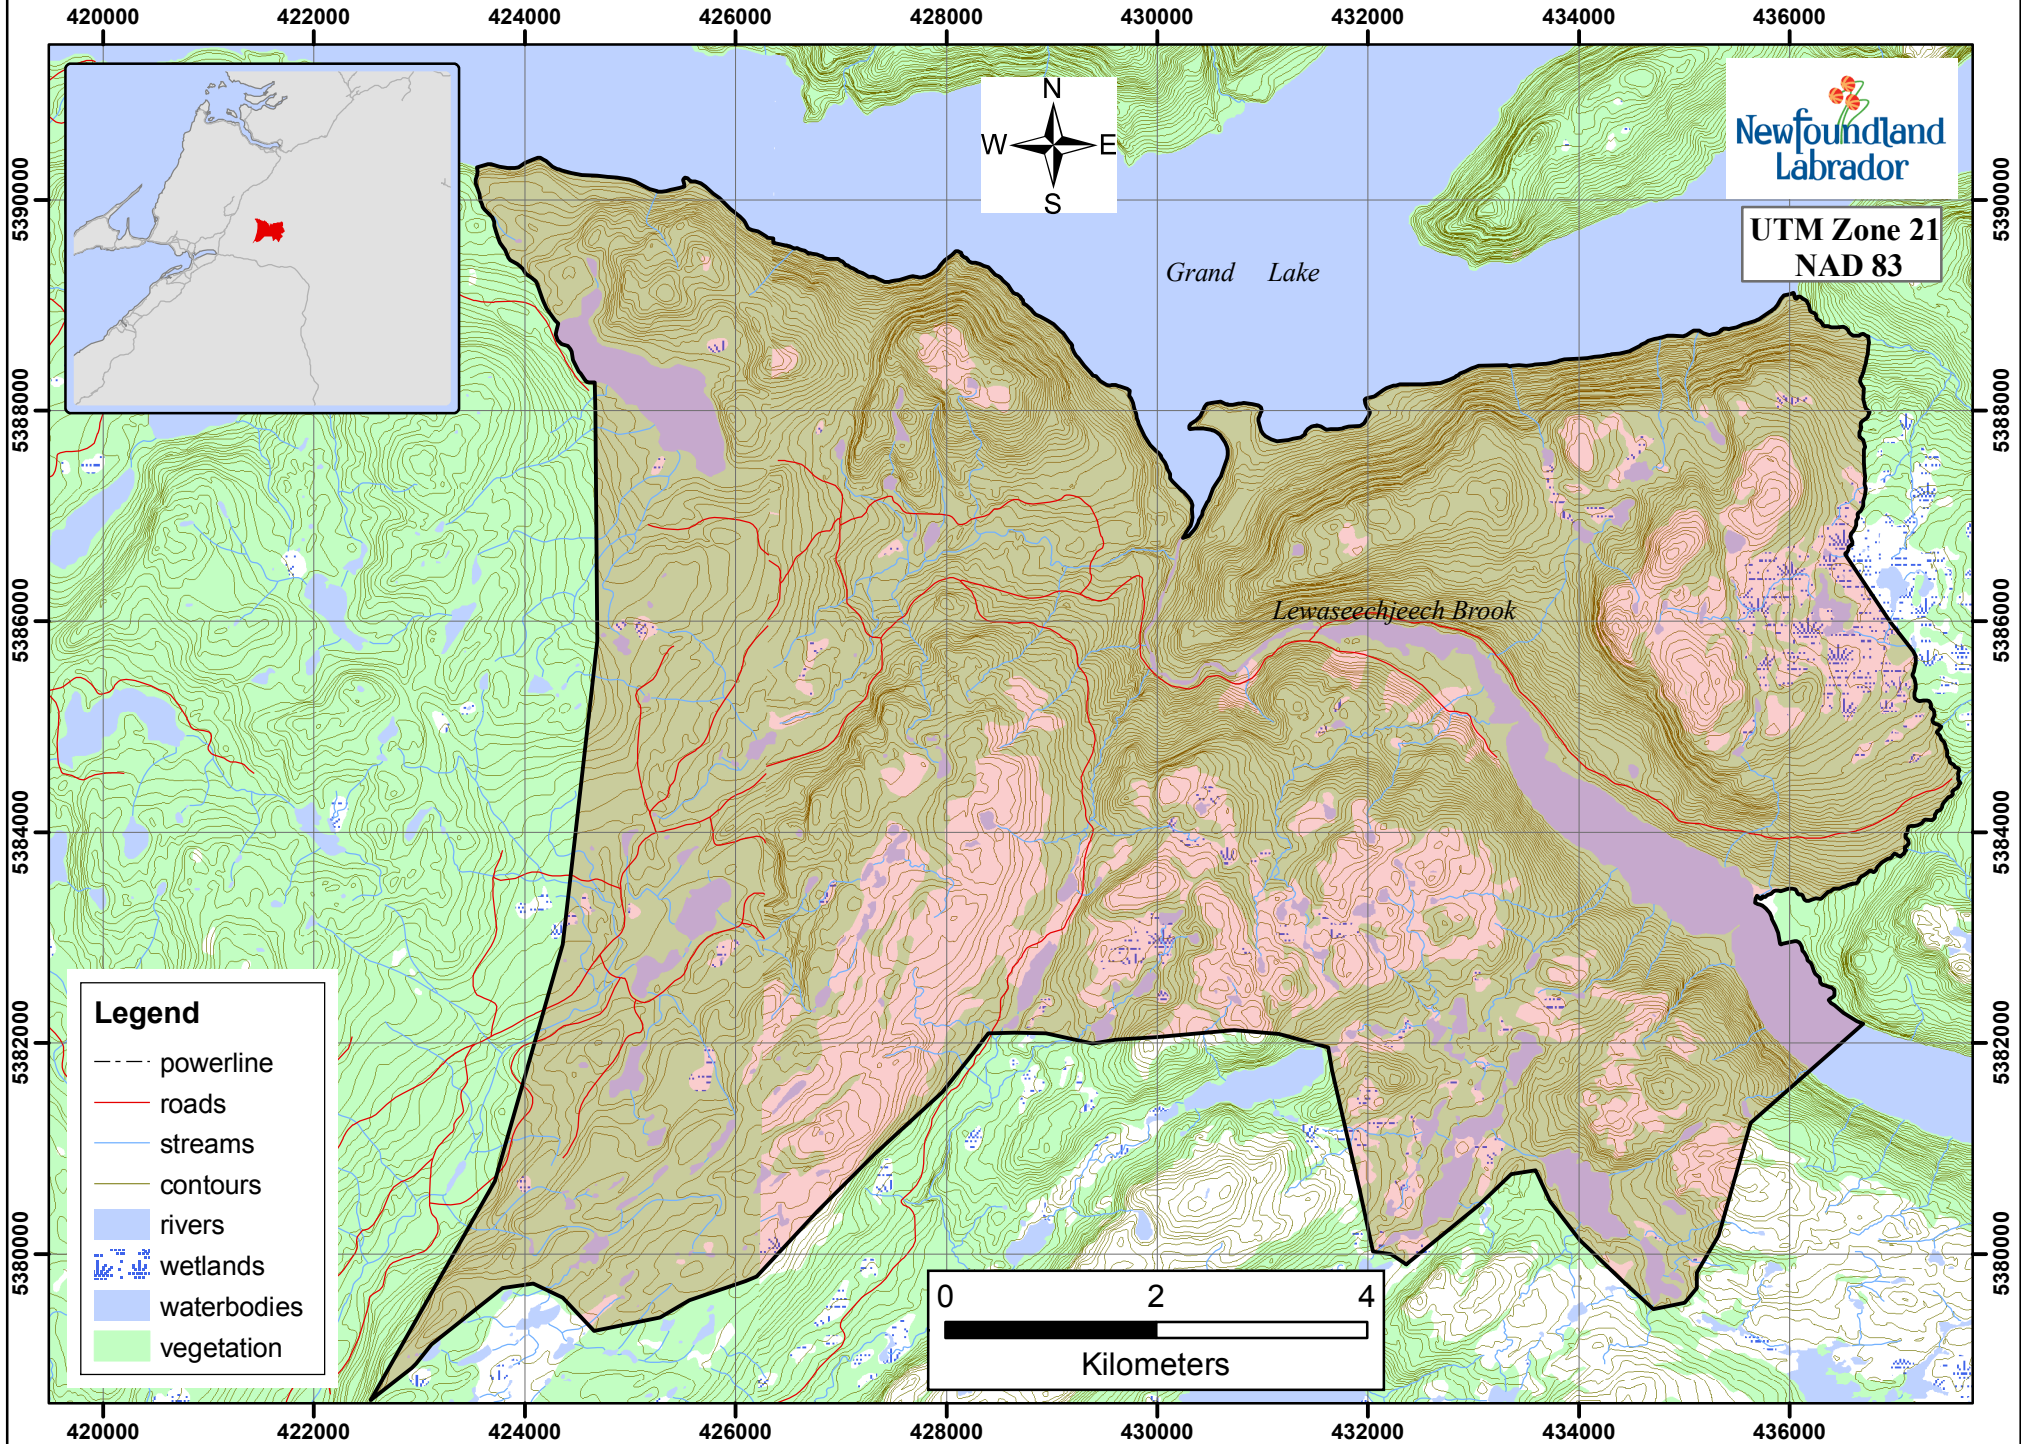 420000 422000 424000 426000 428000 430000 432000 434000 436000
N
W E
S
Newfoundland
Labrador
UTM Zone 21
NAD 83
5390000 5390000
Grand Lake
5388000 5388000
5386000 5386000
Lewaseechjeech Brook
5384000 5384000
5382000 5382000
5380000 5380000
Legend
powerline
roads
streams
contours
rivers
wetlands
waterbodies
vegetation
0 2 4
Kilometers
420000 422000 424000 426000 428000 430000 432000 434000 436000